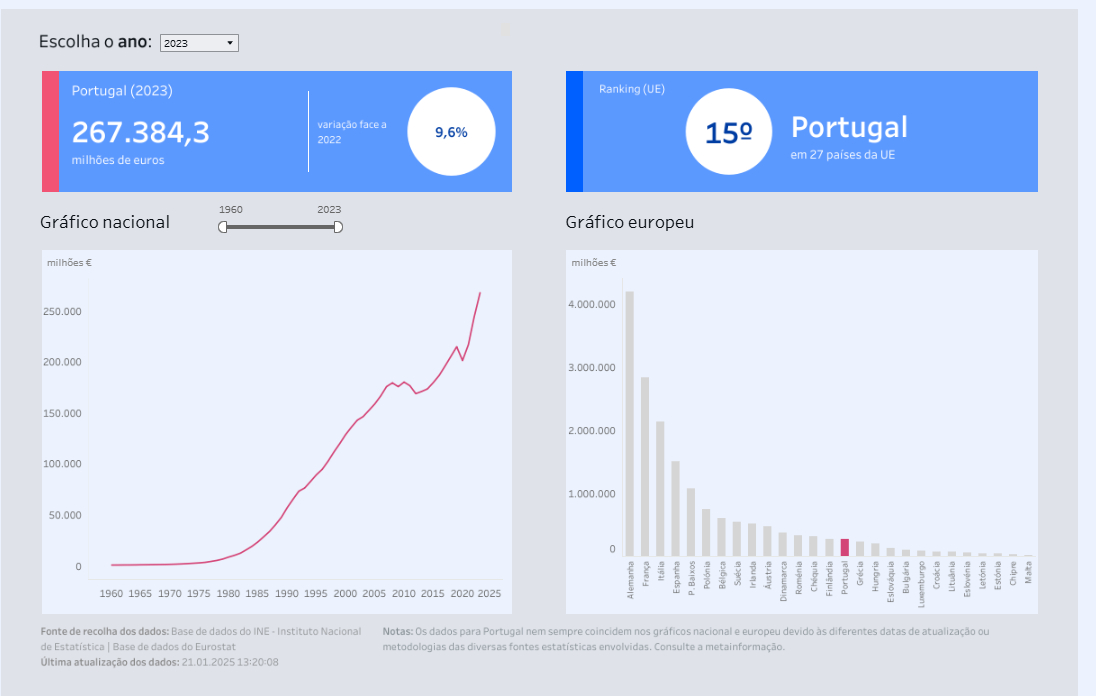 Escolha o ano: 2023
Portugal (2023)
267.384,3
milhões de euros
variação face a
2022
9,6%
Ranking (UE)
15º
Portugal
em 27 países da UE
Gráfico nacional
1960 2023
milhões €
250.000
200.000
150.000
100.000
50.000
0
1960 1965 1970 1975 1980 1985 1990 1995 2000 2005 2010 2015 2020 2025
Gráfico europeu
milhões €
4.000.000
3.000.000
2.000.000
1.000.000
0
Alemanha
França
Itália
Espanha
P. Baixos
Polónia
Bélgica
Suécia
Irlanda
Áustria
Dinamarca
Roménia
Chéquia
Finlândia
Portugal
Grécia
Hungria
Eslováquia
Bulgária
Luxemburgo
Croácia
Lituânia
Eslovénia
Letónia
Estónia
Chipre
Malta
Fonte de recolha dos dados: Base de dados do INE - Instituto Nacional
de Estatística | Base de dados do Eurostat
Última atualização dos dados: 21.01.2025 13:20:08
Notas: Os dados para Portugal nem sempre coincidem nos gráficos nacional e europeu devido às diferentes datas de atualização ou
metodologias das diversas fontes estatísticas envolvidas. Consulte a metainformação.